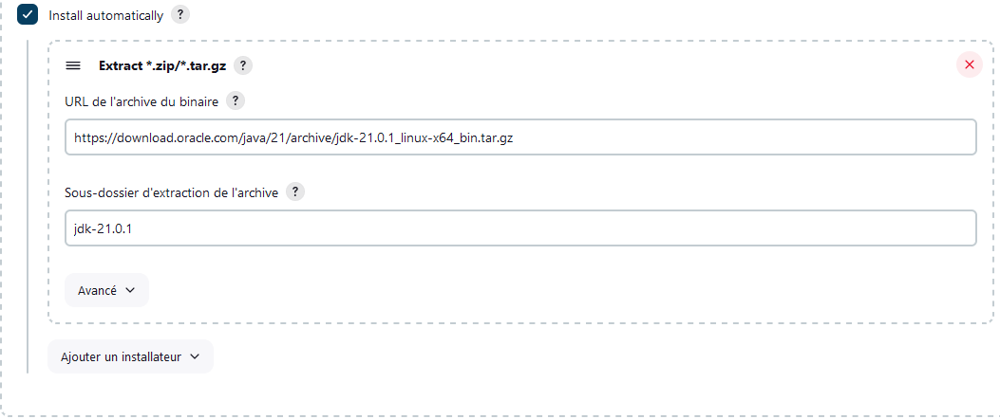 Install automatically ?
Extract *.zip/*.tar.gz ?
URL de l'archive du binaire ?
https://download.oracle.com/java/21/archive/jdk-21.0.1_linux-x64_bin.tar.gz
Sous-dossier d'extraction de l'archive ?
jdk-21.0.1
Avancé
Ajouter un installateur